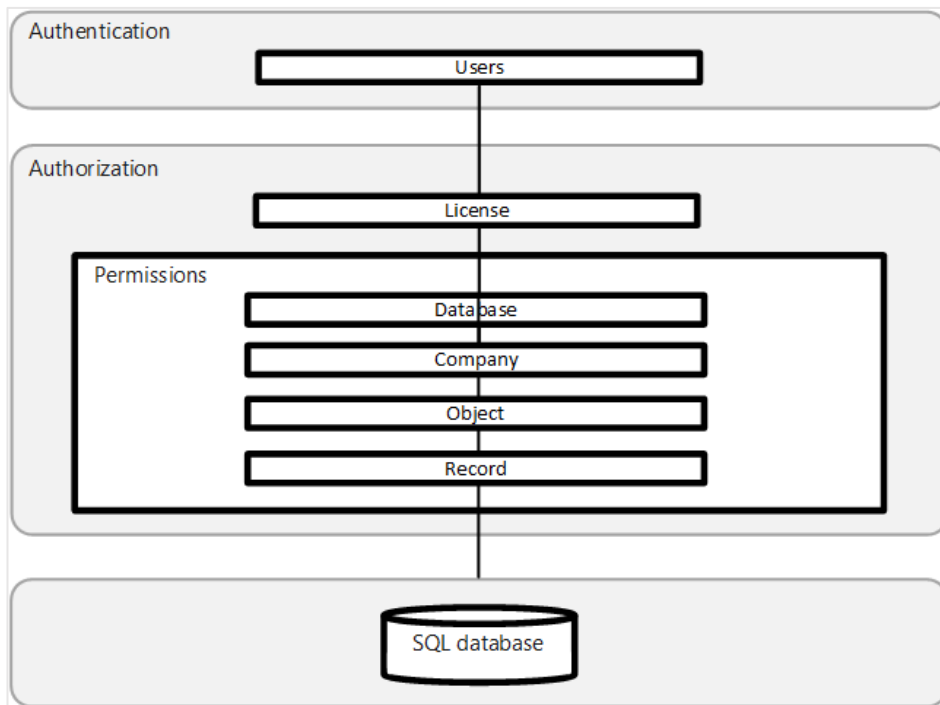 Authentication
Users
Authorization
License
Permissions
Database
Company
Object
Record
SQL database